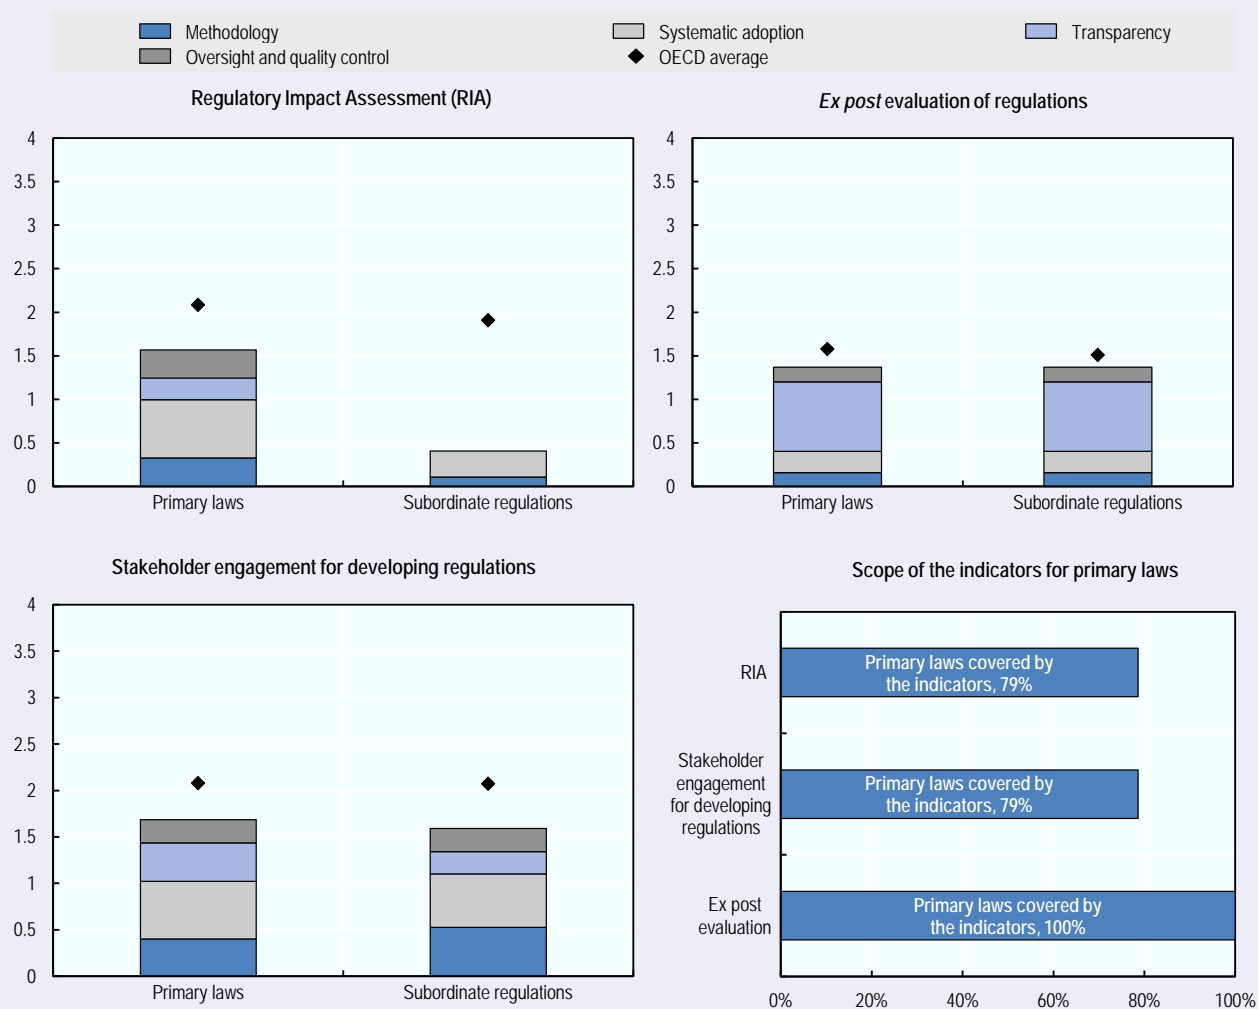 Methodology
Systematic adoption
Transparency
Oversight and quality control
OECD average
Regulatory Impact Assessment (RIA)
4
3.5
3
2.5
2
1.5
1
0.5
0
Primary laws
Subordinate regulations
Ex post evaluation of regulations
4
3.5
3
2.5
2
1.5
1
0.5
0
Primary laws
Subordinate regulations
Stakeholder engagement for developing regulations
4
3.5
3
2.5
2
1.5
1
0.5
0
Primary laws
Subordinate regulations
Scope of the indicators for primary laws
RIA
Primary laws covered by
the indicators, 79%
Stakeholder
engagement
for developing
regulations
Primary laws covered by
the indicators, 79%
Ex post
evaluation
Primary laws covered by
the indicators, 100%
0%
20%
40%
60%
80%
100%